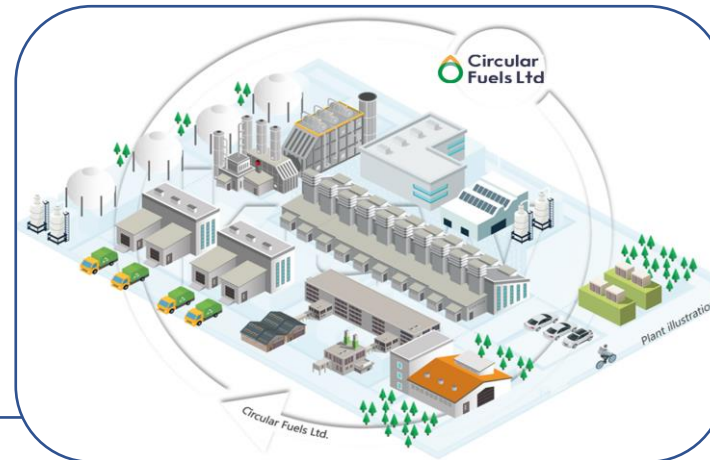 Circular
Fuels Ltd
Plant illustration
Circular Fuels Ltd.